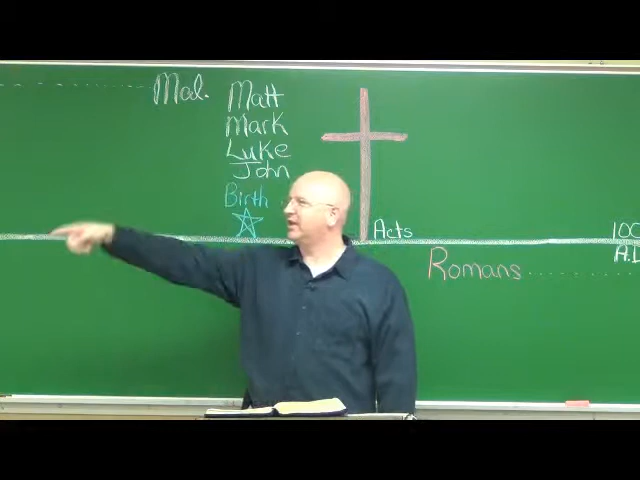 Mal.
Matt
Mark
Luke
John
Birth
Acts
100
A.D
Romans